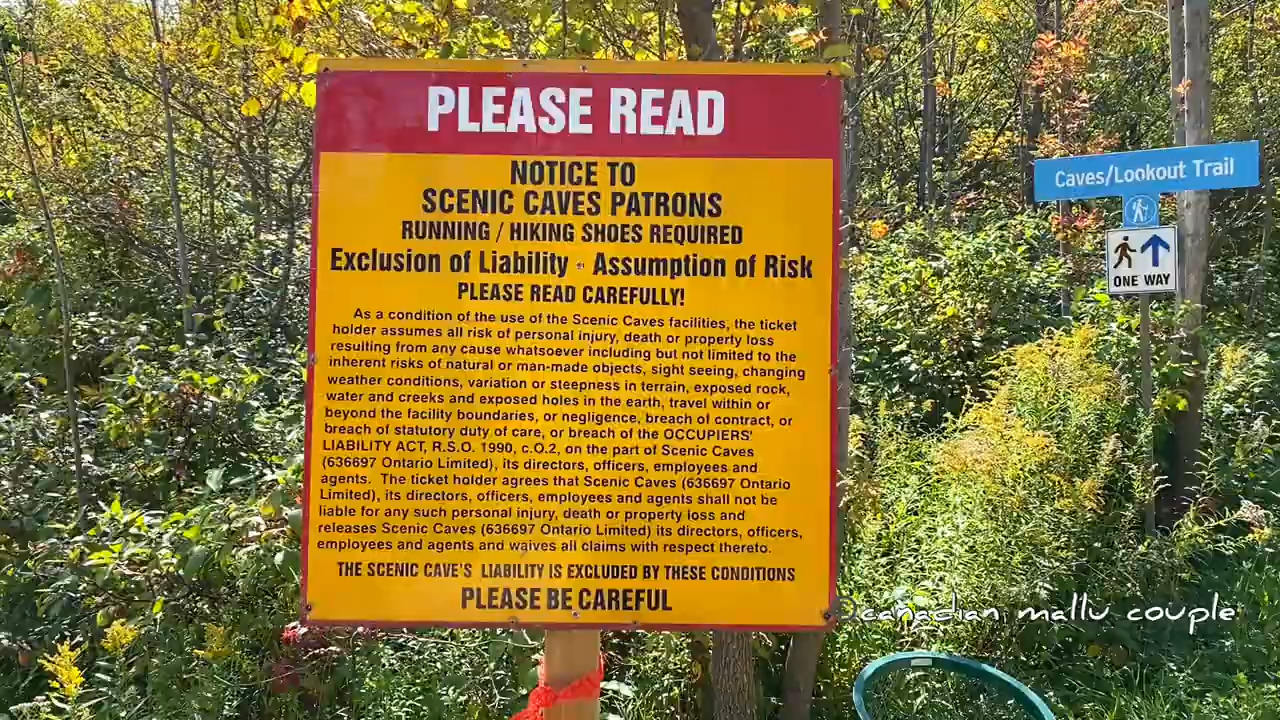 PLEASE READ
NOTICE TO
SCENIC CAVES PATRONS
RUNNING / HIKING SHOES REQUIRED
Exclusion of Liability - Assumption of Risk
PLEASE READ CAREFULLY!
As a condition of the use of the Scenic Caves facilities, the ticket
holder assumes all risk of personal injury, death or property loss
resulting from any cause whatsoever including but not limited to the
inherent risks of natural or man-made objects, sight seeing, changing
weather conditions, variation or steepness in terrain, exposed rock,
water and creeks and exposed holes in the earth, travel within or
beyond the facility boundaries, or negligence, breach of contract, or
breach of statutory duty of care, or breach of the OCCUPIERS'
LIABILITY ACT, R.S.O. 1990, c.O.2, on the part of Scenic Caves
(636697 Ontario Limited), its directors, officers, employees and
agents. The ticket holder agrees that Scenic Caves (636697 Ontario
Limited), its directors, officers, employees and agents shall not be
liable for any such personal injury, death or property loss and
releases Scenic Caves (636697 Ontario Limited) its directors, officers,
employees and agents and waives all claims with respect thereto.
THE SCENIC CAVE'S LIABILITY IS EXCLUDED BY THESE CONDITIONS
PLEASE BE CAREFUL
Caves/Lookout Trail
ONE WAY
canadian mallu couple